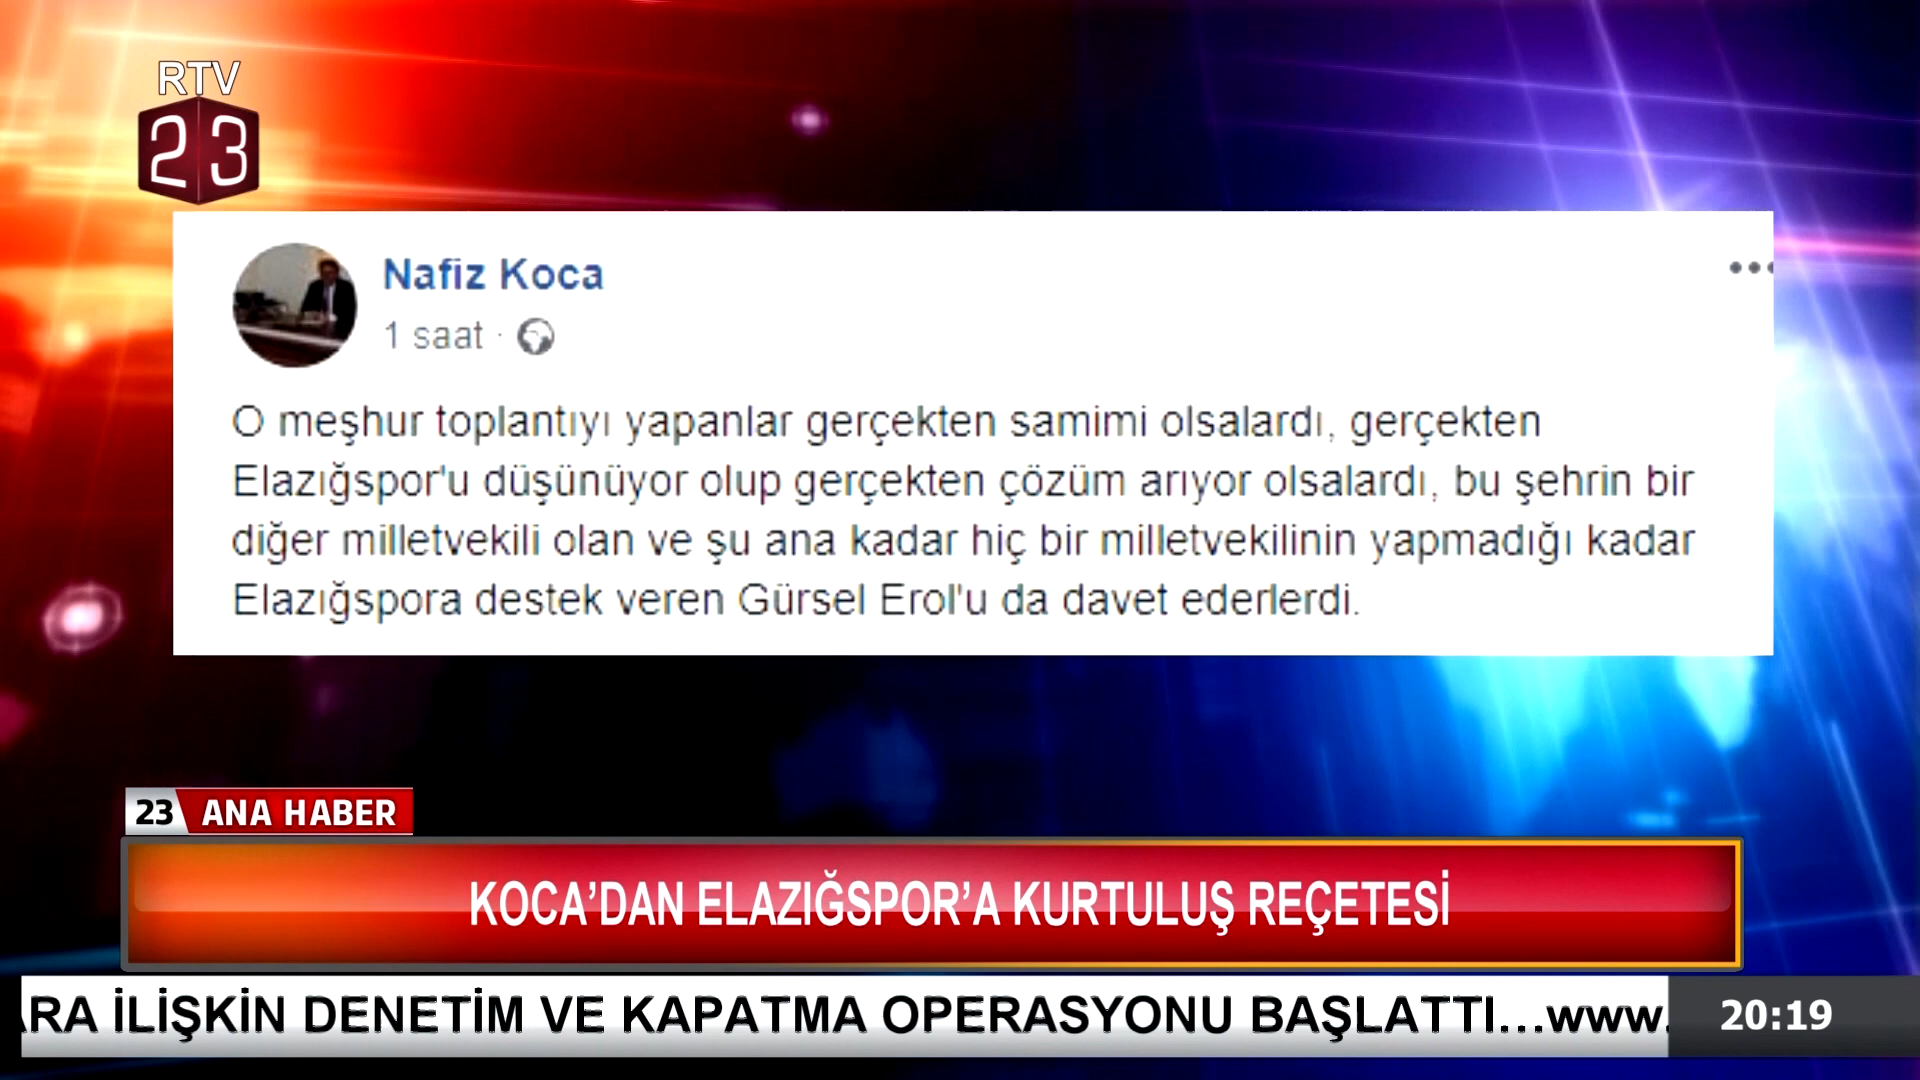 RTV
23
Nafiz Koca
1 saat ·
O meşhur toplantıyı yapanlar gerçekten samimi olsalardı, gerçekten
Elazığspor'u düşünüyor olup gerçekten çözüm arıyor olsalardı, bu şehrin bir
diğer milletvekili olan ve şu ana kadar hiç bir milletvekilinin yapmadığı kadar
Elazığspora destek veren Gürsel Erol'u da davet ederlerdi.
23 ANA HABER
KOCA’DAN ELAZIĞSPOR’A KURTULUŞ REÇETESİ
RA İLİŞKİN DENETİM VE KAPATMA OPERASYONU BAŞLATTI...www.
20:19